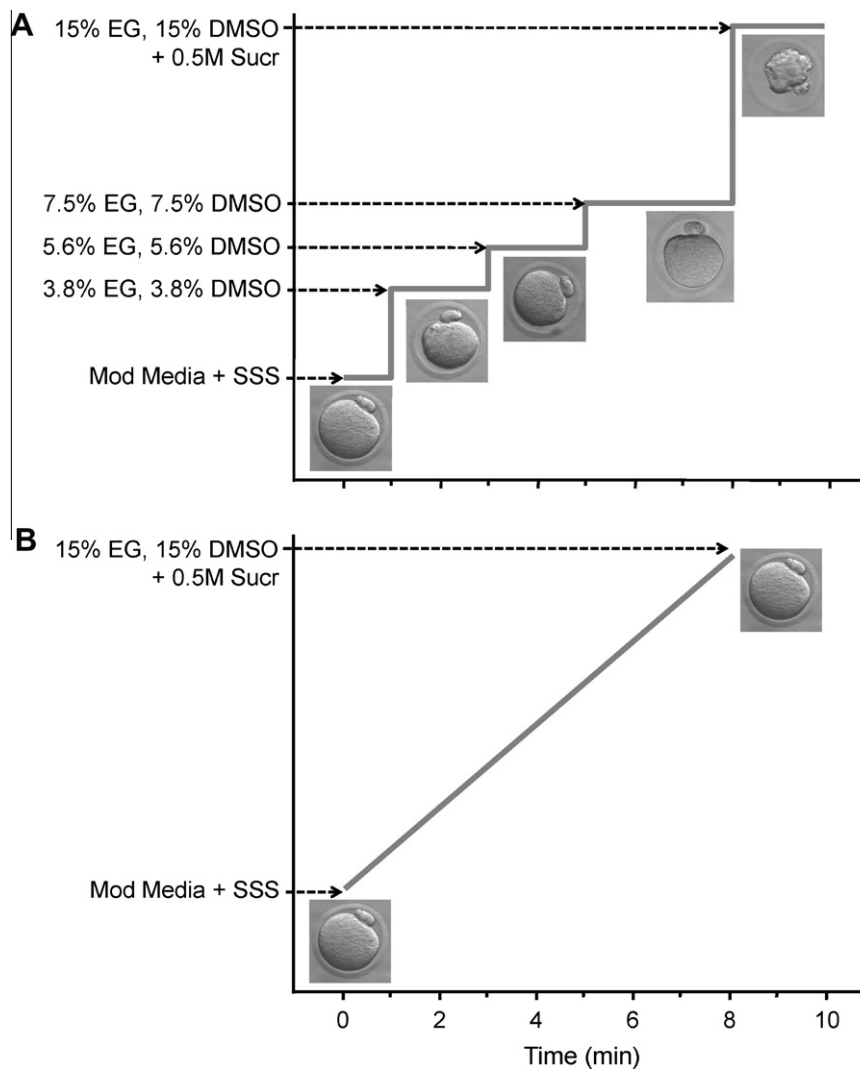 A
15% EG, 15% DMSO
+ 0.5M Sucr
7.5% EG, 7.5% DMSO
5.6% EG, 5.6% DMSO
3.8% EG, 3.8% DMSO
Mod Media + SSS
B
15% EG, 15% DMSO
+ 0.5M Sucr
Mod Media + SSS
0 2 4 6 8 10
Time (min)